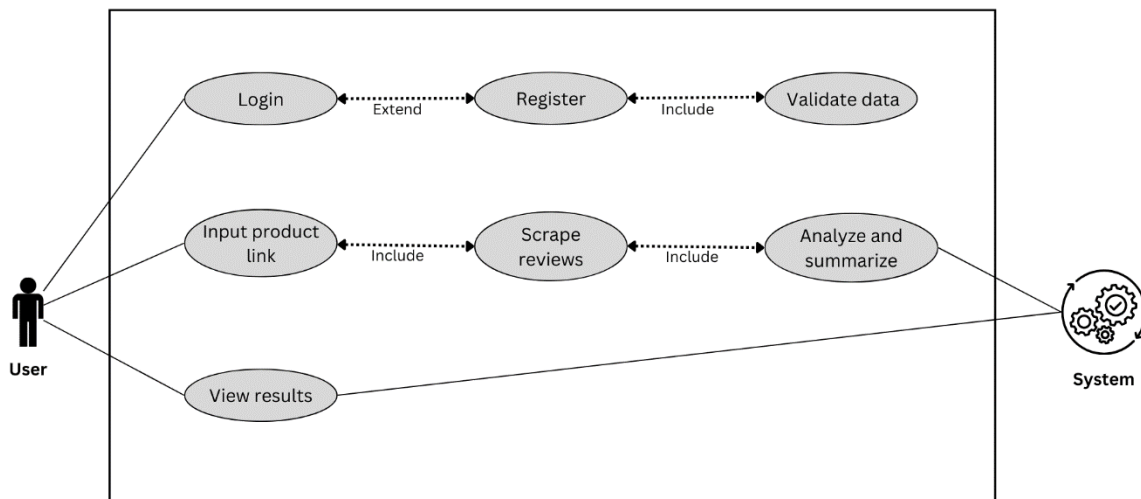 Login
Extend
Register
Include
Validate data
Input product
link
Include
Scrape
reviews
Include
Analyze and
summarize
User
View results
System